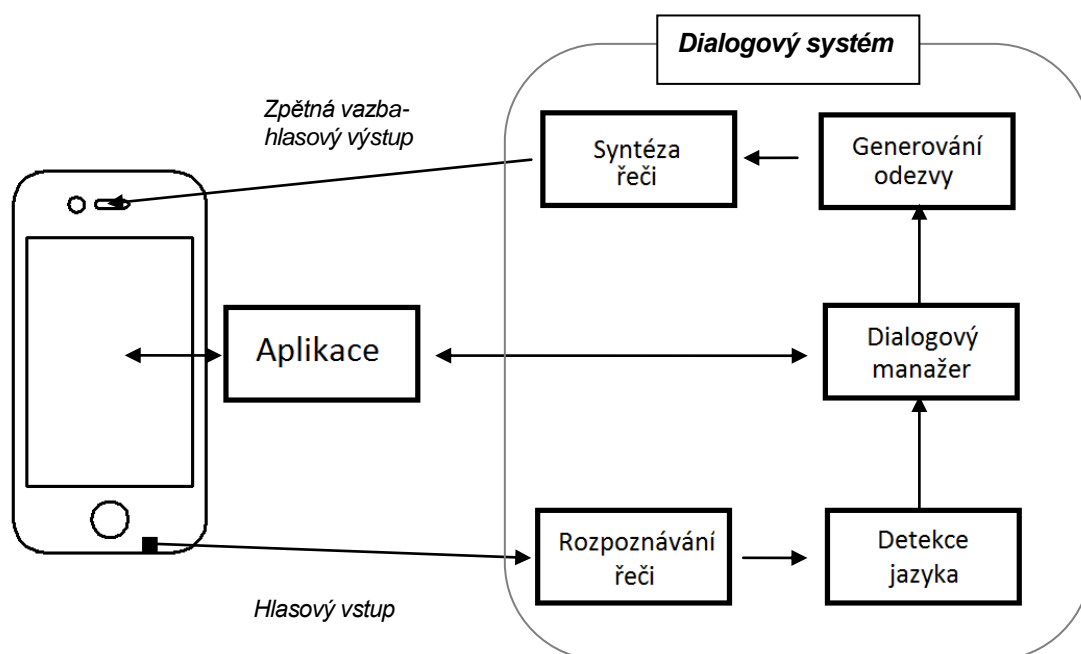 Dialogový systém
Zpětná vazba-
hlasový výstup
Syntéza
řeči
Generování
odezvy
Aplikace
Dialogový
manažer
Rozpoznávání
řeči
Detekce
jazyka
Hlasový vstup